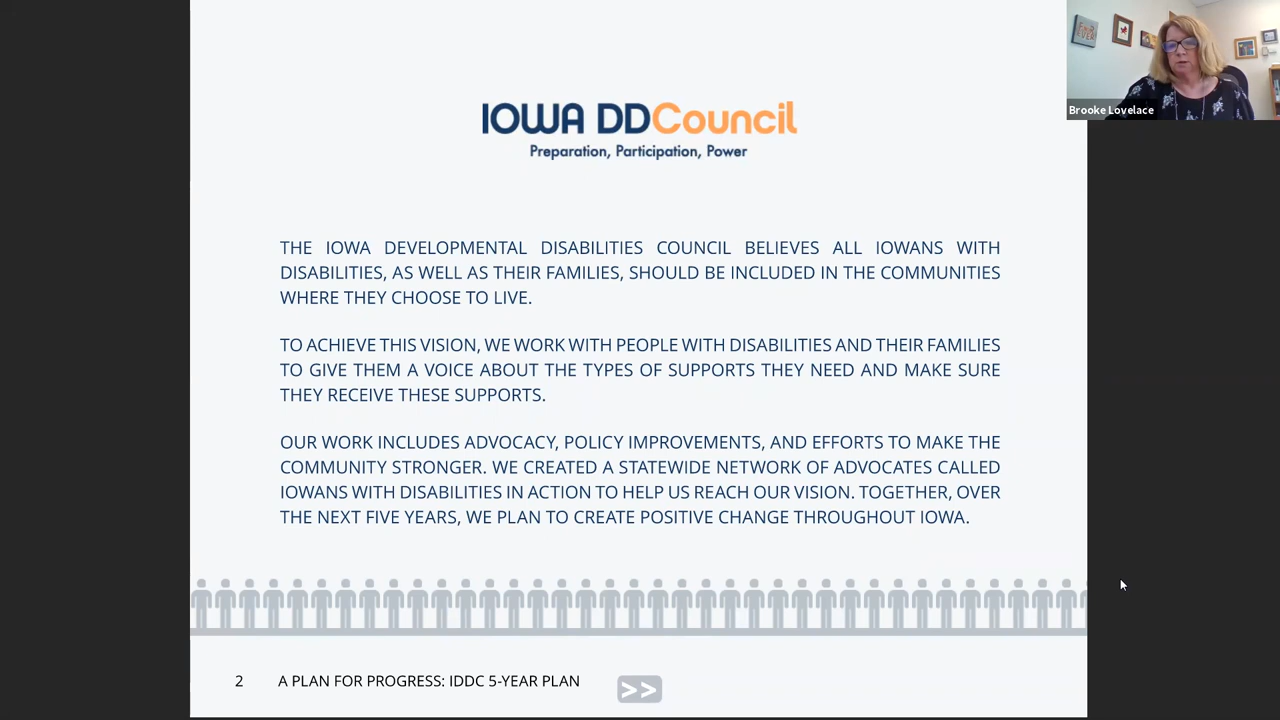 IOWA DDCouncil
Preparation, Participation, Power
Brooke Lovelace
THE IOWA DEVELOPMENTAL DISABILITIES COUNCIL BELIEVES ALL IOWANS WITH
DISABILITIES, AS WELL AS THEIR FAMILIES, SHOULD BE INCLUDED IN THE COMMUNITIES
WHERE THEY CHOOSE TO LIVE.
TO ACHIEVE THIS VISION, WE WORK WITH PEOPLE WITH DISABILITIES AND THEIR FAMILIES
TO GIVE THEM A VOICE ABOUT THE TYPES OF SUPPORTS THEY NEED AND MAKE SURE
THEY RECEIVE THESE SUPPORTS.
OUR WORK INCLUDES ADVOCACY, POLICY IMPROVEMENTS, AND EFFORTS TO MAKE THE
COMMUNITY STRONGER. WE CREATED A STATEWIDE NETWORK OF ADVOCATES CALLED
IOWANS WITH DISABILITIES IN ACTION TO HELP US REACH OUR VISION. TOGETHER, OVER
THE NEXT FIVE YEARS, WE PLAN TO CREATE POSITIVE CHANGE THROUGHOUT IOWA.
2 A PLAN FOR PROGRESS: IDDC 5-YEAR PLAN >>